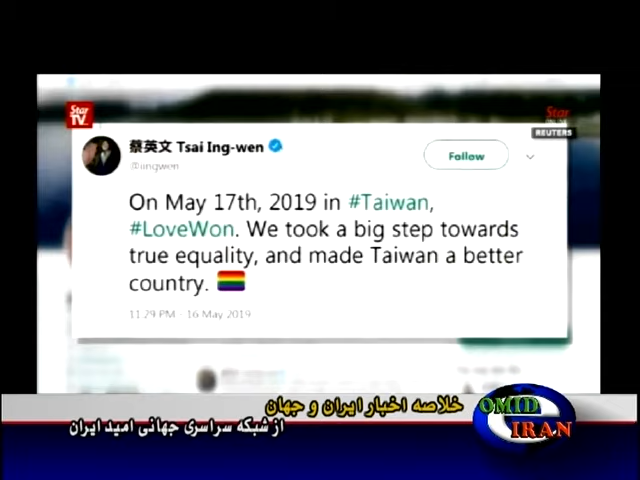 Star
TV
Star
REUTERS
蔡英文 Tsai Ing-wen
@iingwen
Follow
On May 17th, 2019 in #Taiwan,
#LoveWon. We took a big step towards
true equality, and made Taiwan a better
country.
11:29 PM - 16 May 2019
خلاصه اخبار ایران و جهان
از شبکه سراسری جهانی امید ایران
OMID
IRAN